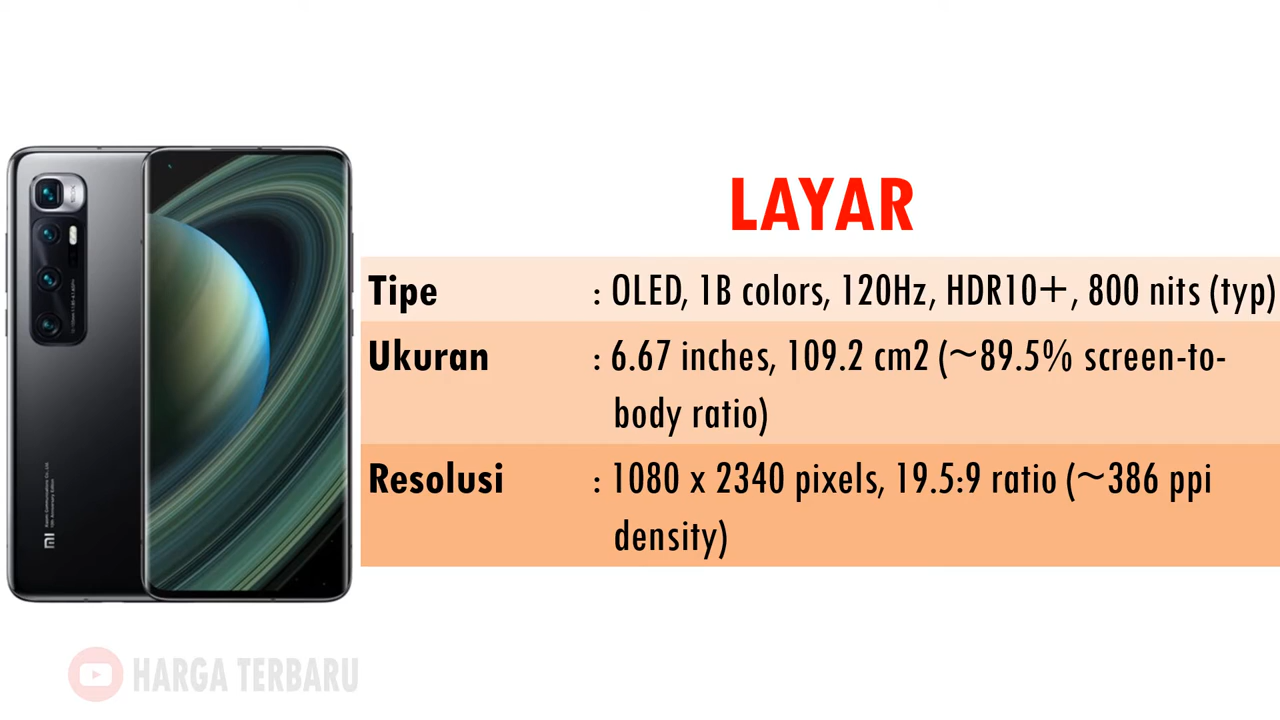 LAYAR
Tipe : OLED, 1B colors, 120Hz, HDR10+, 800 nits (typ)
Ukuran : 6.67 inches, 109.2 cm2 (~89.5% screen-to-
body ratio)
Resolusi : 1080 x 2340 pixels, 19.5:9 ratio (~386 ppi
density)
HARGA TERBARU